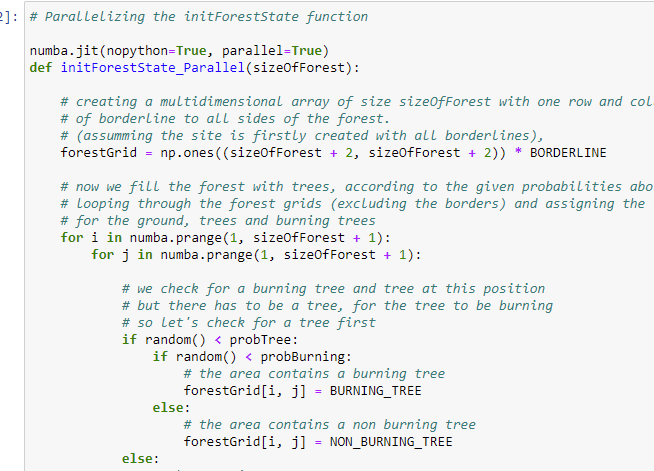 2]: # Parallelizing the initForestState function
numba.jit(nopython=True, parallel=True)
def initForestState_Parallel(sizeOfForest):
# creating a multidimensional array of size sizeOfForest with one row and col
# of borderline to all sides of the forest.
# (assumming the site is firstly created with all borderlines),
forestGrid = np.ones((sizeOfForest + 2, sizeOfForest + 2)) * BORDERLINE
# now we fill the forest with trees, according to the given probabilities abo
# looping through the forest grids (excluding the borders) and assigning the
# for the ground, trees and burning trees
for i in numba.prange(1, sizeOfForest + 1):
for j in numba.prange(1, sizeOfForest + 1):
# we check for a burning tree and tree at this position
# but there has to be a tree, for the tree to be burning
# so let's check for a tree first
if random() < probTree:
if random() < probBurning:
# the area contains a burning tree
forestGrid[i, j] = BURNING_TREE
else:
# the area contains a non burning tree
forestGrid[i, j] = NON_BURNING_TREE
else: